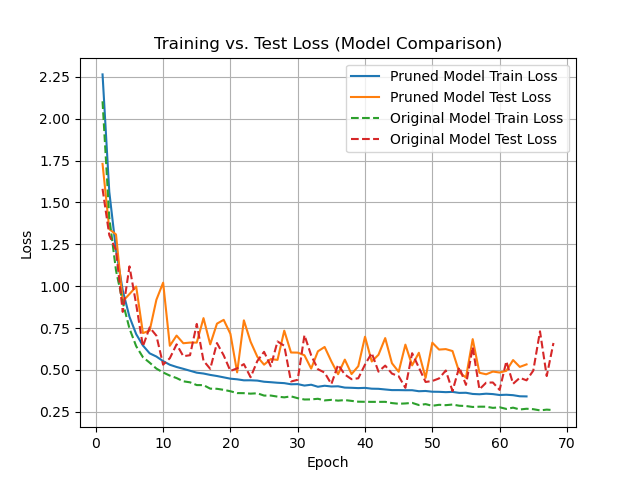 Training vs. Test Loss (Model Comparison)
Pruned Model Train Loss
Pruned Model Test Loss
Original Model Train Loss
Original Model Test Loss
2.25
2.00
1.75
1.50
1.25
1.00
0.75
0.50
0.25
Loss
0 10 20 30 40 50 60 70
Epoch